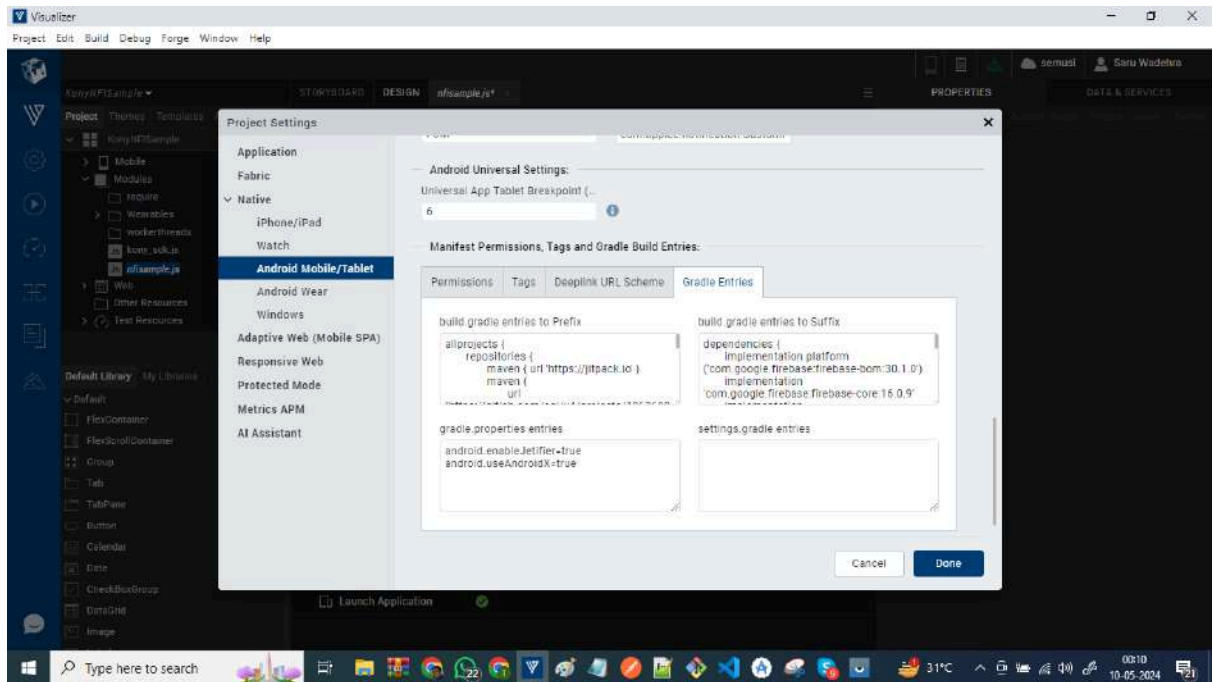 Visualizer
Project Edit Build Debug Forge Window Help
semusi Saru Wadehra
KonyNFISample STORYBOARD DESIGN nfisample.js* PROPERTIES DATA & SERVICES
Project Themes Templates
KonyNFISample
Mobile
Modules
require
Wearables
workerthreads
kony_sdk.js
nfisample.js
Web
Other Resources
Test Resources
Default Library My Libraries
Default
FlexContainer
FlexScrollContainer
Group
Tab
TabPane
Button
Calendar
Date
CheckBoxGroup
DataGrid
Image
Project Settings
Application
Fabric
Native
iPhone/iPad
Watch
Android Mobile/Tablet
Android Wear
Windows
Adaptive Web (Mobile SPA)
Responsive Web
Protected Mode
Metrics APM
AI Assistant
Android Universal Settings:
Universal App Tablet Breakpoint (...
6
Manifest Permissions, Tags and Gradle Build Entries:
Permissions Tags Deeplink URL Scheme Gradle Entries
build.gradle entries to Prefix
allprojects {
repositories {
maven { url 'https://jitpack.io' }
maven {
url
build.gradle entries to Suffix
dependencies {
implementation platform
('com.google.firebase:firebase-bom:30.1.0')
implementation
'com.google.firebase:firebase-core:16.0.9'
gradle.properties entries
android.enableJetifier=true
android.useAndroidX=true
settings.gradle entries
Cancel Done
Launch Application
Type here to search
22
31°C
00:10
10-05-2024
21